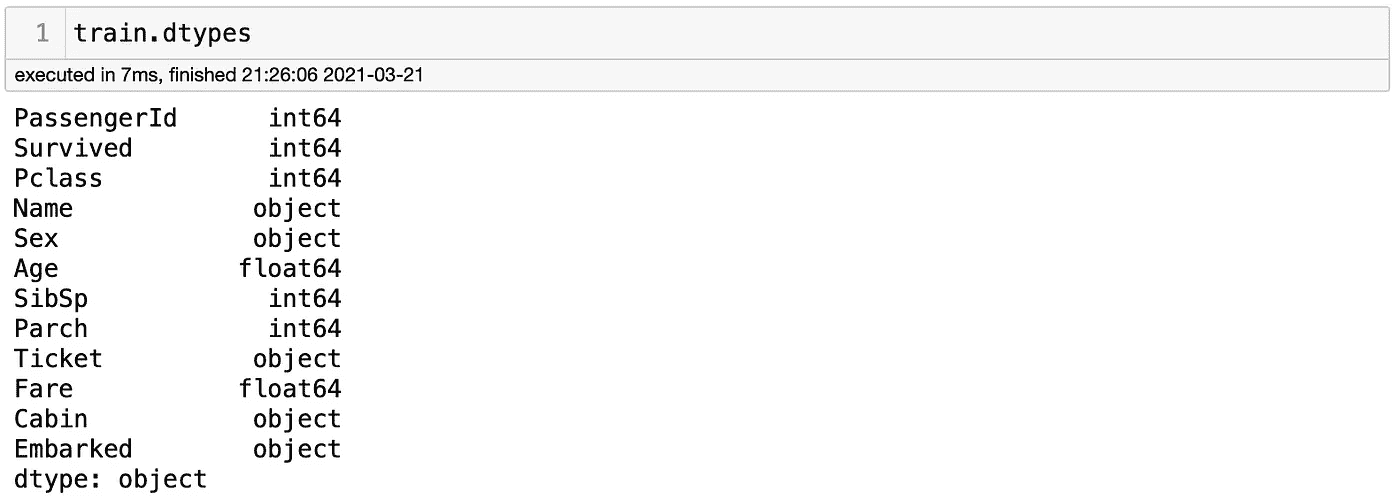 1 train.dtypes
executed in 7ms, finished 21:26:06 2021-03-21
PassengerId int64
Survived int64
Pclass int64
Name object
Sex object
Age float64
SibSp int64
Parch int64
Ticket object
Fare float64
Cabin object
Embarked object
dtype: object